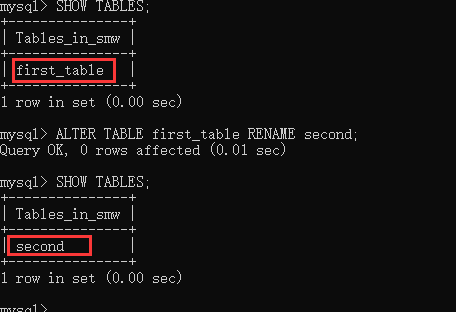 mysql> SHOW TABLES;
+---------------+
| Tables_in_smw |
+---------------+
| first_table   |
+---------------+
1 row in set (0.00 sec)
mysql> ALTER TABLE first_table RENAME second;
Query OK, 0 rows affected (0.01 sec)
mysql> SHOW TABLES;
+---------------+
| Tables_in_smw |
+---------------+
| second        |
+---------------+
1 row in set (0.00 sec)
mysql>